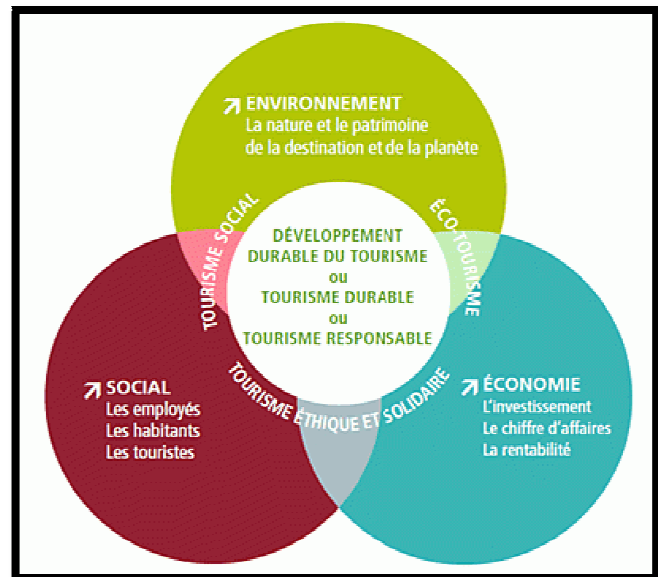 ENVIRONNEMENT
La nature et le patrimoine
de la destination et de la planète
TOURISME SOCIAL
ÉCO-TOURISME
DÉVELOPPEMENT
DURABLE DU TOURISME
ou
TOURISME DURABLE
ou
TOURISME RESPONSABLE
TOURISME ÉTHIQUE ET SOLIDAIRE
SOCIAL
Les employés
Les habitants
Les touristes
ÉCONOMIE
L'investissement
Le chiffre d'affaires
La rentabilité